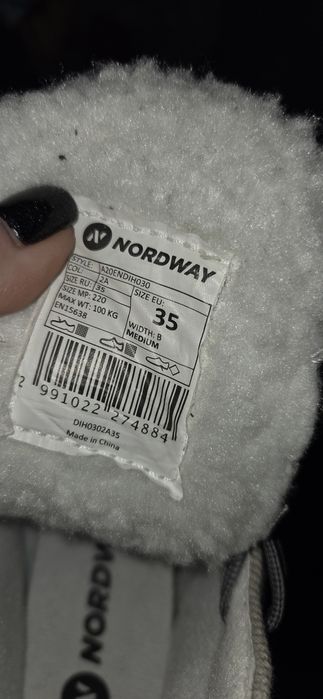 NORDWAY
STYLE: A20ENDIH030
COL: 2A
SIZE RU: 35
SIZE MP: 220
MAX WT: 100 KG
EN15638
SIZE EU:
35
WIDTH: B
MEDIUM
2 991022 274884
DIH0302A35
Made in China
NORDW